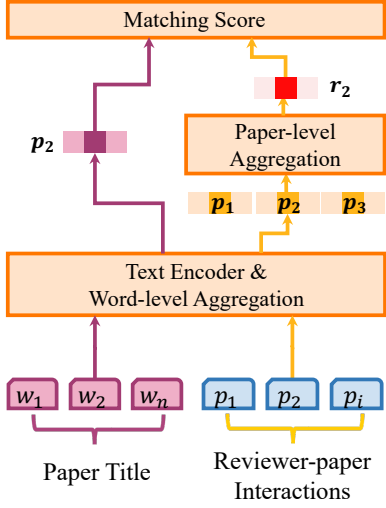 Matching Score
p₂
r₂
Paper-level
Aggregation
p₁ p₂ p₃
Text Encoder &
Word-level Aggregation
w₁ w₂ wₙ p₁ p₂ pᵢ
Paper Title
Reviewer-paper
Interactions